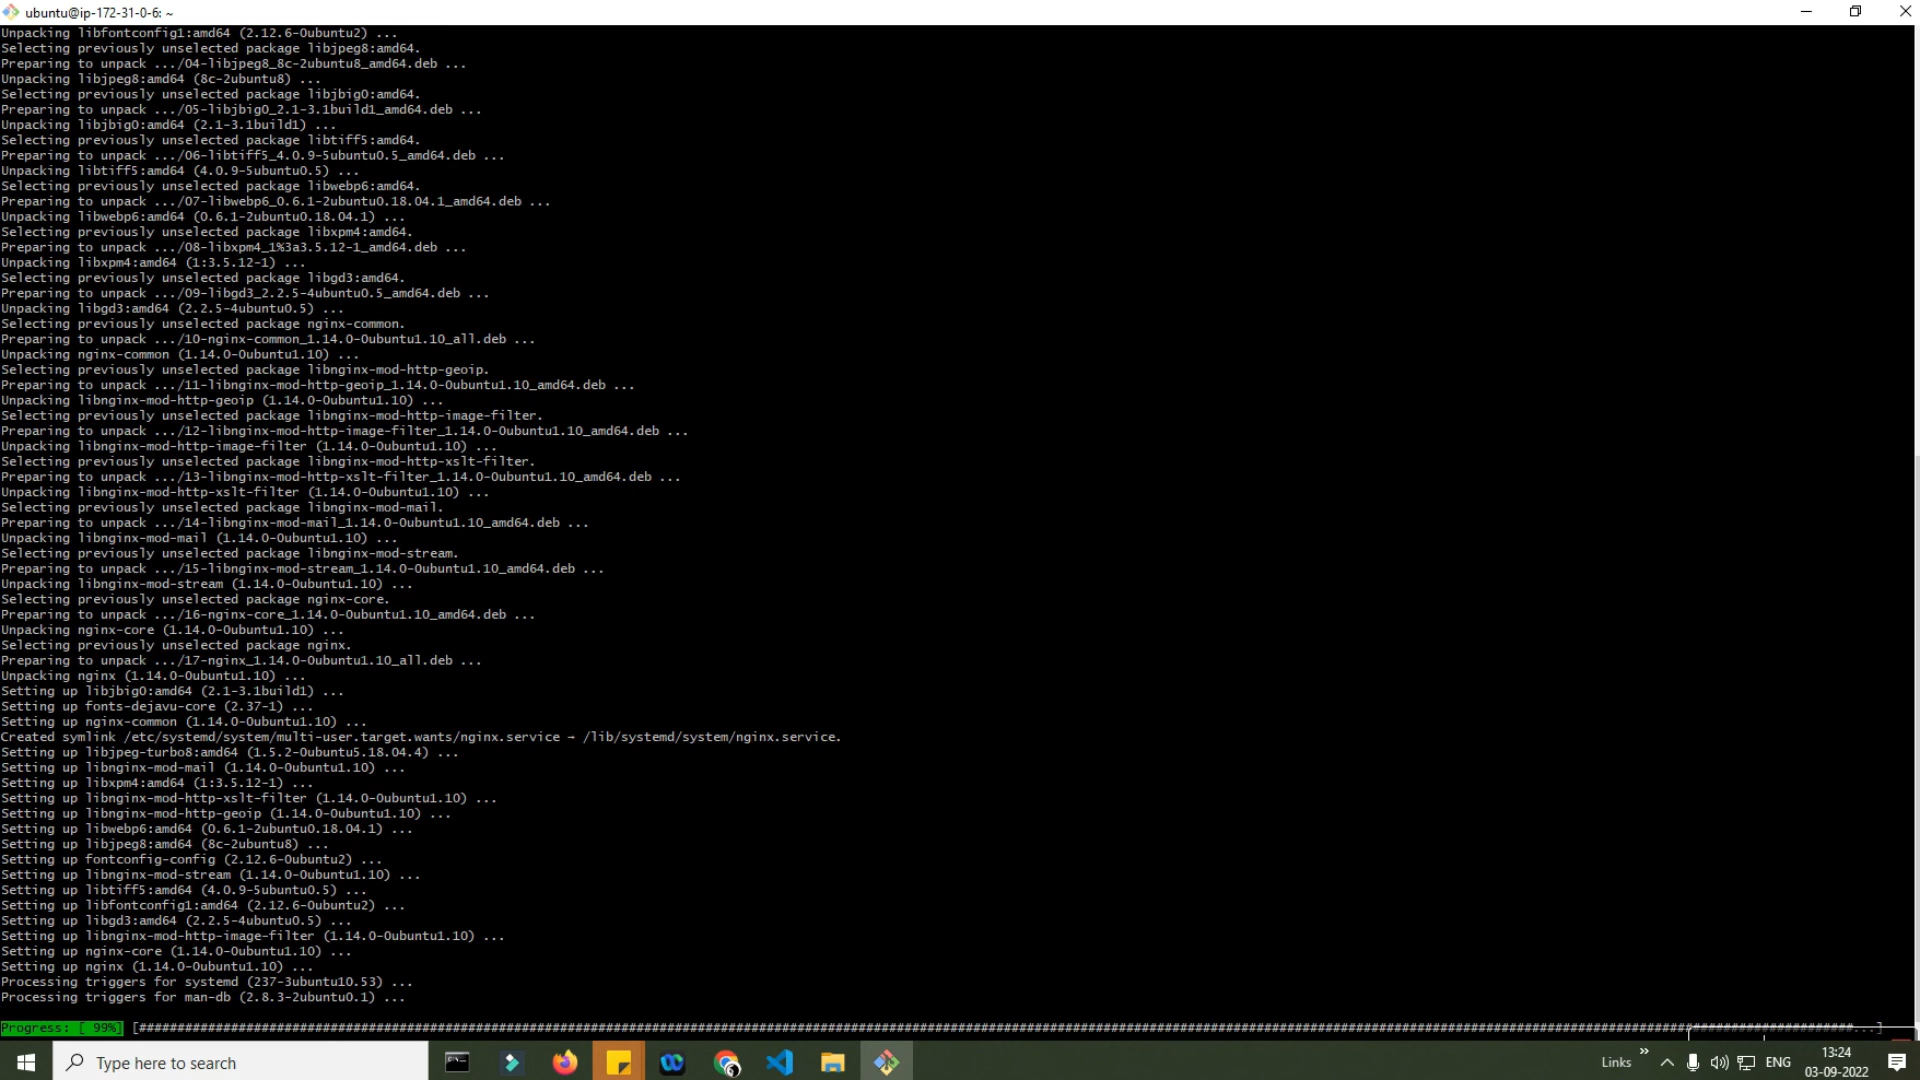 ubuntu@ip-172-31-0-6: ~
Unpacking libfontconfig1:amd64 (2.12.6-0ubuntu2) ...
Selecting previously unselected package libjpeg8:amd64.
Preparing to unpack .../04-libjpeg8_8c-2ubuntu8_amd64.deb ...
Unpacking libjpeg8:amd64 (8c-2ubuntu8) ...
Selecting previously unselected package libjbig0:amd64.
Preparing to unpack .../05-libjbig0_2.1-3.1build1_amd64.deb ...
Unpacking libjbig0:amd64 (2.1-3.1build1) ...
Selecting previously unselected package libtiff5:amd64.
Preparing to unpack .../06-libtiff5_4.0.9-5ubuntu0.5_amd64.deb ...
Unpacking libtiff5:amd64 (4.0.9-5ubuntu0.5) ...
Selecting previously unselected package libwebp6:amd64.
Preparing to unpack .../07-libwebp6_0.6.1-2ubuntu0.18.04.1_amd64.deb ...
Unpacking libwebp6:amd64 (0.6.1-2ubuntu0.18.04.1) ...
Selecting previously unselected package libxpm4:amd64.
Preparing to unpack .../08-libxpm4_1%3a3.5.12-1_amd64.deb ...
Unpacking libxpm4:amd64 (1:3.5.12-1) ...
Selecting previously unselected package libgd3:amd64.
Preparing to unpack .../09-libgd3_2.2.5-4ubuntu0.5_amd64.deb ...
Unpacking libgd3:amd64 (2.2.5-4ubuntu0.5) ...
Selecting previously unselected package nginx-common.
Preparing to unpack .../10-nginx-common_1.14.0-0ubuntu1.10_all.deb ...
Unpacking nginx-common (1.14.0-0ubuntu1.10) ...
Selecting previously unselected package libnginx-mod-http-geoip.
Preparing to unpack .../11-libnginx-mod-http-geoip_1.14.0-0ubuntu1.10_amd64.deb ...
Unpacking libnginx-mod-http-geoip (1.14.0-0ubuntu1.10) ...
Selecting previously unselected package libnginx-mod-http-image-filter.
Preparing to unpack .../12-libnginx-mod-http-image-filter_1.14.0-0ubuntu1.10_amd64.deb ...
Unpacking libnginx-mod-http-image-filter (1.14.0-0ubuntu1.10) ...
Selecting previously unselected package libnginx-mod-http-xslt-filter.
Preparing to unpack .../13-libnginx-mod-http-xslt-filter_1.14.0-0ubuntu1.10_amd64.deb ...
Unpacking libnginx-mod-http-xslt-filter (1.14.0-0ubuntu1.10) ...
Selecting previously unselected package libnginx-mod-mail.
Preparing to unpack .../14-libnginx-mod-mail_1.14.0-0ubuntu1.10_amd64.deb ...
Unpacking libnginx-mod-mail (1.14.0-0ubuntu1.10) ...
Selecting previously unselected package libnginx-mod-stream.
Preparing to unpack .../15-libnginx-mod-stream_1.14.0-0ubuntu1.10_amd64.deb ...
Unpacking libnginx-mod-stream (1.14.0-0ubuntu1.10) ...
Selecting previously unselected package nginx-core.
Preparing to unpack .../16-nginx-core_1.14.0-0ubuntu1.10_amd64.deb ...
Unpacking nginx-core (1.14.0-0ubuntu1.10) ...
Selecting previously unselected package nginx.
Preparing to unpack .../17-nginx_1.14.0-0ubuntu1.10_all.deb ...
Unpacking nginx (1.14.0-0ubuntu1.10) ...
Setting up libjbig0:amd64 (2.1-3.1build1) ...
Setting up fonts-dejavu-core (2.37-1) ...
Setting up nginx-common (1.14.0-0ubuntu1.10) ...
Created symlink /etc/systemd/system/multi-user.target.wants/nginx.service → /lib/systemd/system/nginx.service.
Setting up libjpeg-turbo8:amd64 (1.5.2-0ubuntu5.18.04.4) ...
Setting up libnginx-mod-mail (1.14.0-0ubuntu1.10) ...
Setting up libxpm4:amd64 (1:3.5.12-1) ...
Setting up libnginx-mod-http-xslt-filter (1.14.0-0ubuntu1.10) ...
Setting up libnginx-mod-http-geoip (1.14.0-0ubuntu1.10) ...
Setting up libwebp6:amd64 (0.6.1-2ubuntu0.18.04.1) ...
Setting up libjpeg8:amd64 (8c-2ubuntu8) ...
Setting up fontconfig-config (2.12.6-0ubuntu2) ...
Setting up libnginx-mod-stream (1.14.0-0ubuntu1.10) ...
Setting up libtiff5:amd64 (4.0.9-5ubuntu0.5) ...
Setting up libfontconfig1:amd64 (2.12.6-0ubuntu2) ...
Setting up libgd3:amd64 (2.2.5-4ubuntu0.5) ...
Setting up libnginx-mod-http-image-filter (1.14.0-0ubuntu1.10) ...
Setting up nginx-core (1.14.0-0ubuntu1.10) ...
Setting up nginx (1.14.0-0ubuntu1.10) ...
Processing triggers for systemd (237-3ubuntu10.53) ...
Processing triggers for man-db (2.8.3-2ubuntu0.1) ...
Progress: [ 99%]
Type here to search
Links
ENG
13:24
03-09-2022